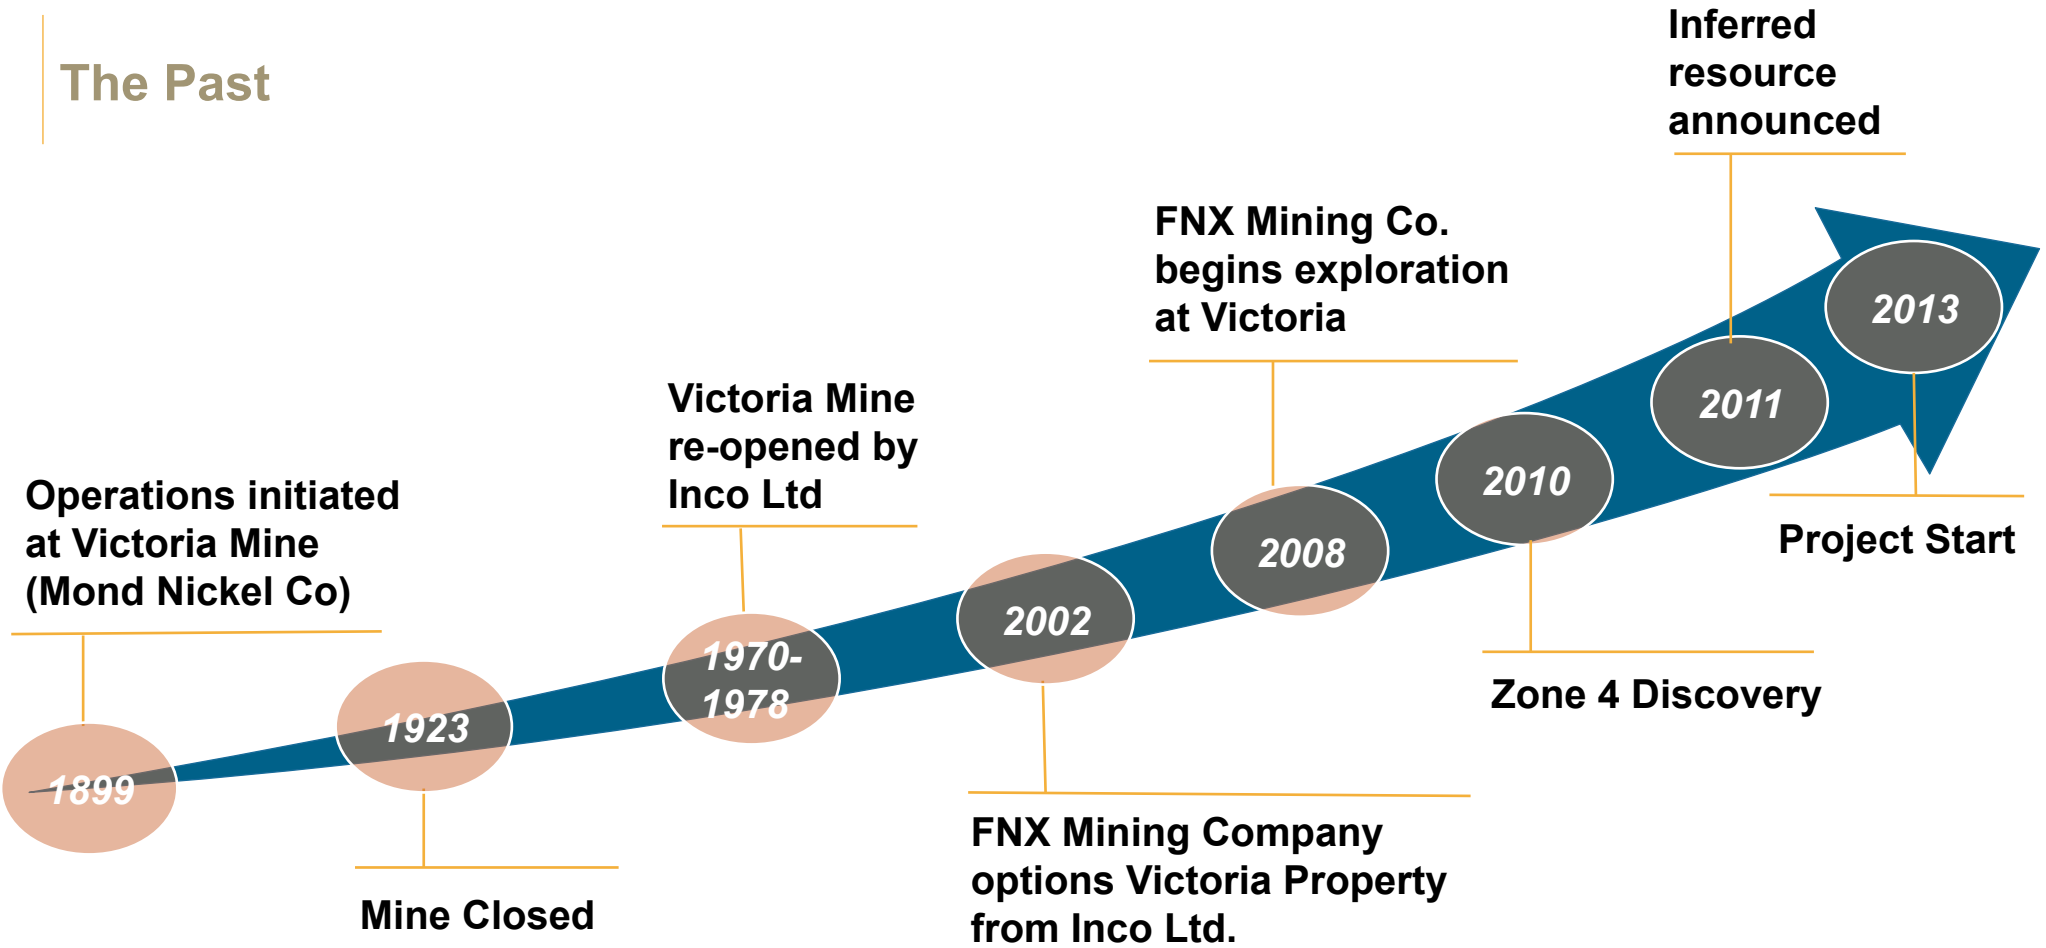 The Past
Operations initiated
at Victoria Mine
(Mond Nickel Co)
1899
1923
Mine Closed
Victoria Mine
re-opened by
Inco Ltd
1970-
1978
2002
FNX Mining Company
options Victoria Property
from Inco Ltd.
FNX Mining Co.
begins exploration
at Victoria
2008
2010
Zone 4 Discovery
Inferred
resource
announced
2011
2013
Project Start